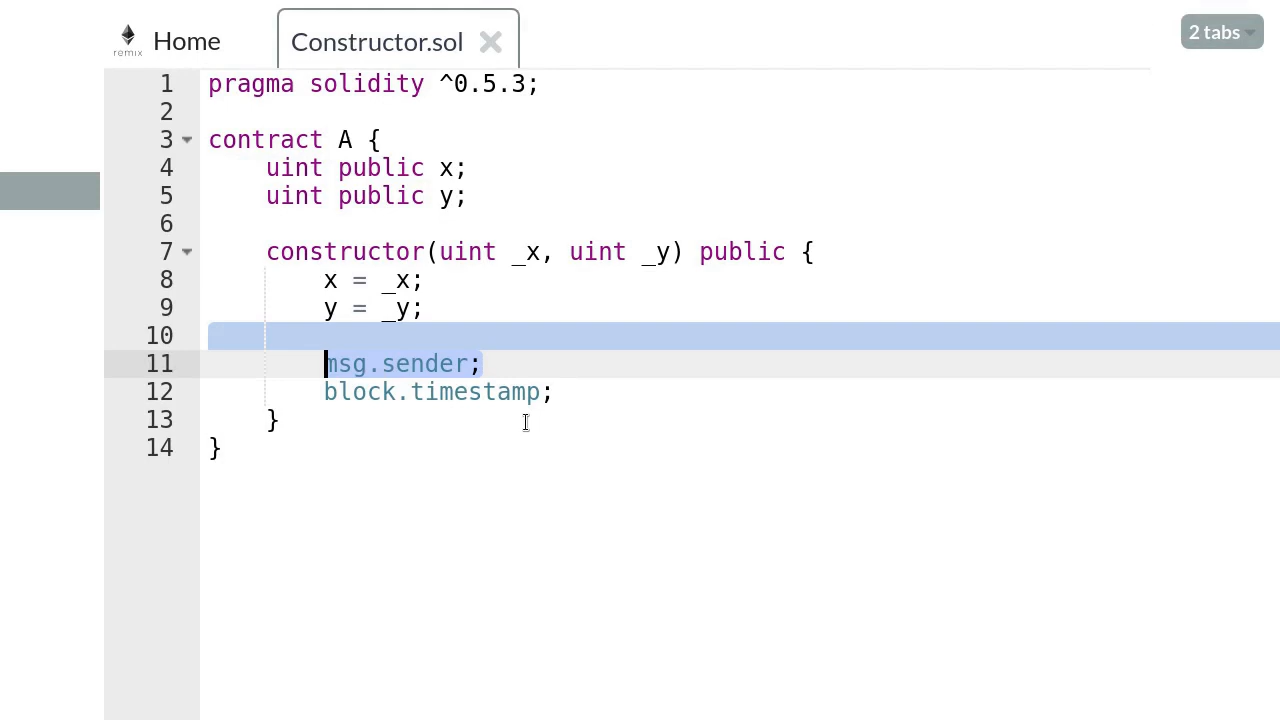 remix Home Constructor.sol 2 tabs
1 pragma solidity ^0.5.3;
2
3 contract A {
4     uint public x;
5     uint public y;
6
7     constructor(uint _x, uint _y) public {
8         x = _x;
9         y = _y;
10
11         msg.sender;
12         block.timestamp;
13     }
14 }